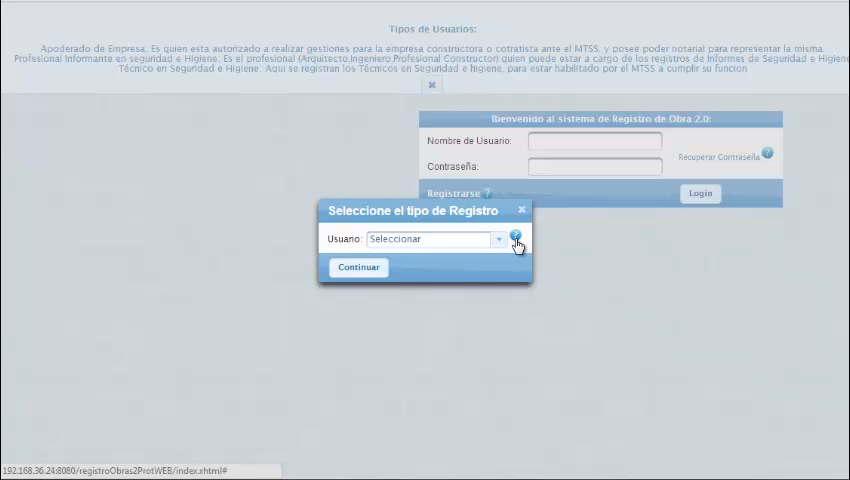 Tipos de Usuarios:
Apoderado de Empresa: Es quien esta autorizado a realizar gestiones para la empresa constructora o cotratista ante el MTSS, y posee poder notarial para representar la misma.
Profesional Informante en seguridad e Higiene: Es el profesional (Arquitecto,Ingeniero,Profesional Constructor) quien puede estar a cargo de los registros de Informes de Seguridad e Higiene
Técnico en Seguridad e Higiene: Aqui se registran los Técnicos en Seguridad e higiene, para estar habilitado por el MTSS a cumplir su funcion
Bienvenido al sistema de Registro de Obra 2.0:
Nombre de Usuario:
Contraseña:
Recuperar Contraseña ?
Registrarse ?
Login
Seleccione el tipo de Registro
Usuario: Seleccionar ?
Continuar
192.168.36.24:8080/registroObras2ProtWEB/index.xhtml#